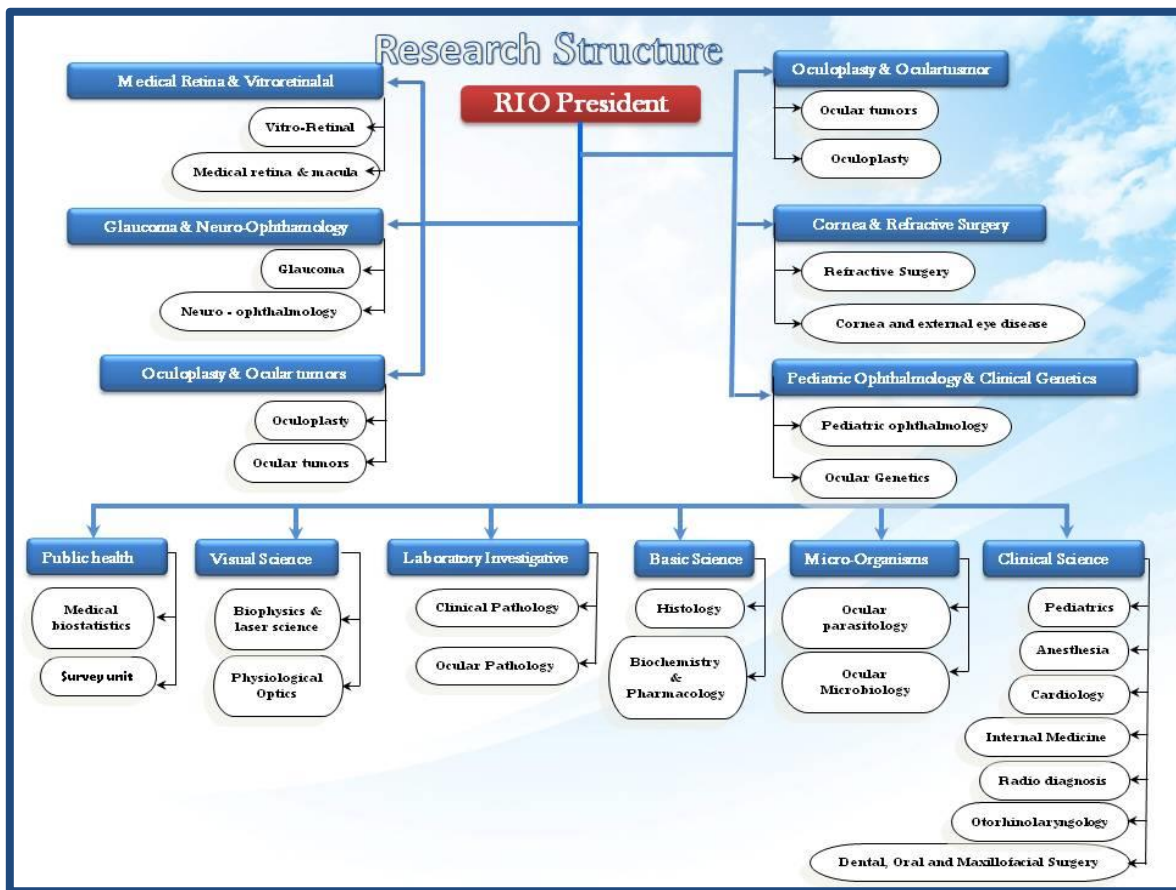 Research Structure
RIO President
Medical Retina & Vitroretinalal
Vitro-Retinal
Medical retina & macula
Glaucoma & Neuro-Ophthamology
Glaucoma
Neuro - ophthalmology
Oculoplasty & Ocular tumors
Oculoplasty
Ocular tumors
Oculoplasty & Oculartusmor
Ocular tumors
Oculoplasty
Cornea & Refractive Surgery
Refractive Surgery
Cornea and external eye disease
Pediatric Ophthalmology & Clinical Genetics
Pediatric ophthalmology
Ocular Genetics
Public health
Medical
biostatistics
Survey unit
Visual Science
Biophysics &
laser science
Physiological
Optics
Laboratory Investigative
Clinical Pathology
Ocular Pathology
Basic Science
Histology
Biochemistry
&
Pharmacology
Micro-Organisms
Ocular
parasitology
Ocular
Microbiology
Clinical Science
Pediatrics
Anesthesia
Cardiology
Internal Medicine
Radio diagnosis
Otorhinolaryngology
Dental, Oral and Maxillofacial Surgery